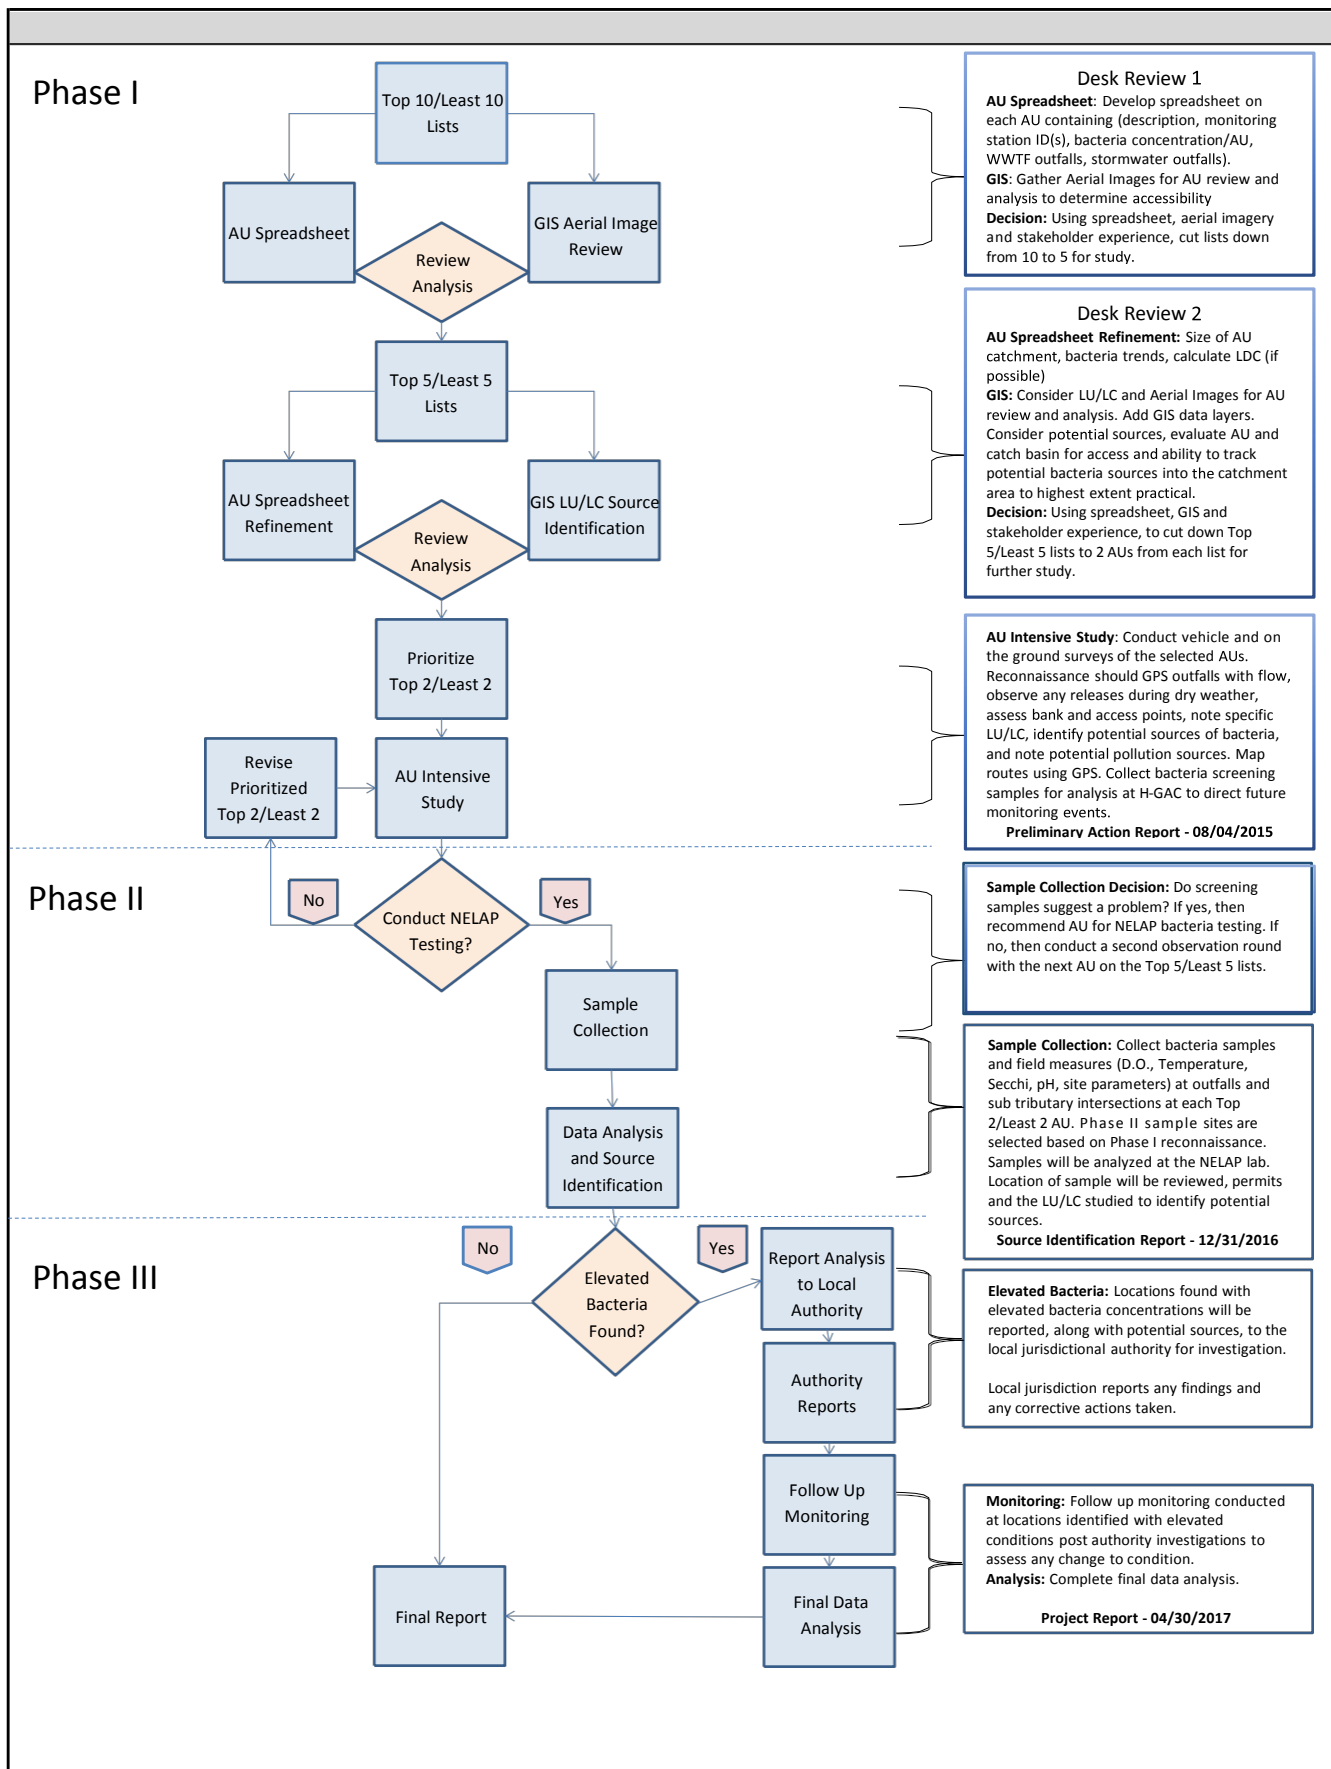 Phase I
Top 10/Least 10
Lists
AU Spreadsheet
GIS Aerial Image
Review
Review
Analysis
Top 5/Least 5
Lists
AU Spreadsheet
Refinement
GIS LU/LC Source
Identification
Review
Analysis
Prioritize
Top 2/Least 2
Revise
Prioritized
Top 2/Least 2
AU Intensive
Study
Desk Review 1
AU Spreadsheet: Develop spreadsheet on
each AU containing (description, monitoring
station ID(s), bacteria concentration/AU,
WWTF outfalls, stormwater outfalls).
GIS: Gather Aerial Images for AU review and
analysis to determine accessibility
Decision: Using spreadsheet, aerial imagery
and stakeholder experience, cut lists down
from 10 to 5 for study.
Desk Review 2
AU Spreadsheet Refinement: Size of AU
catchment, bacteria trends, calculate LDC (if
possible)
GIS: Consider LU/LC and Aerial Images for AU
review and analysis. Add GIS data layers.
Consider potential sources, evaluate AU and
catch basin for access and ability to track
potential bacteria sources into the catchment
area to highest extent practical.
Decision: Using spreadsheet, GIS and
stakeholder experience, to cut down Top
5/Least 5 lists to 2 AUs from each list for
further study.
AU Intensive Study: Conduct vehicle and on
the ground surveys of the selected AUs.
Reconnaissance should GPS outfalls with flow,
observe any releases during dry weather,
assess bank and access points, note specific
LU/LC, identify potential sources of bacteria,
and note potential pollution sources. Map
routes using GPS. Collect bacteria screening
samples for analysis at H-GAC to direct future
monitoring events.
Preliminary Action Report - 08/04/2015
Phase II
No
Conduct NELAP
Testing?
Yes
Sample
Collection
Data Analysis
and Source
Identification
Sample Collection Decision: Do screening
samples suggest a problem? If yes, then
recommend AU for NELAP bacteria testing. If
no, then conduct a second observation round
with the next AU on the Top 5/Least 5 lists.
Sample Collection: Collect bacteria samples
and field measures (D.O., Temperature,
Secchi, pH, site parameters) at outfalls and
sub tributary intersections at each Top
2/Least 2 AU. Phase II sample sites are
selected based on Phase I reconnaissance.
Samples will be analyzed at the NELAP lab.
Location of sample will be reviewed, permits
and the LU/LC studied to identify potential
sources.
Source Identification Report - 12/31/2016
Phase III
No
Elevated
Bacteria
Found?
Yes
Report Analysis
to Local
Authority
Authority
Reports
Follow Up
Monitoring
Final Data
Analysis
Final Report
Elevated Bacteria: Locations found with
elevated bacteria concentrations will be
reported, along with potential sources, to the
local jurisdictional authority for investigation.
Local jurisdiction reports any findings and
any corrective actions taken.
Monitoring: Follow up monitoring conducted
at locations identified with elevated
conditions post authority investigations to
assess any change to condition.
Analysis: Complete final data analysis.
Project Report - 04/30/2017